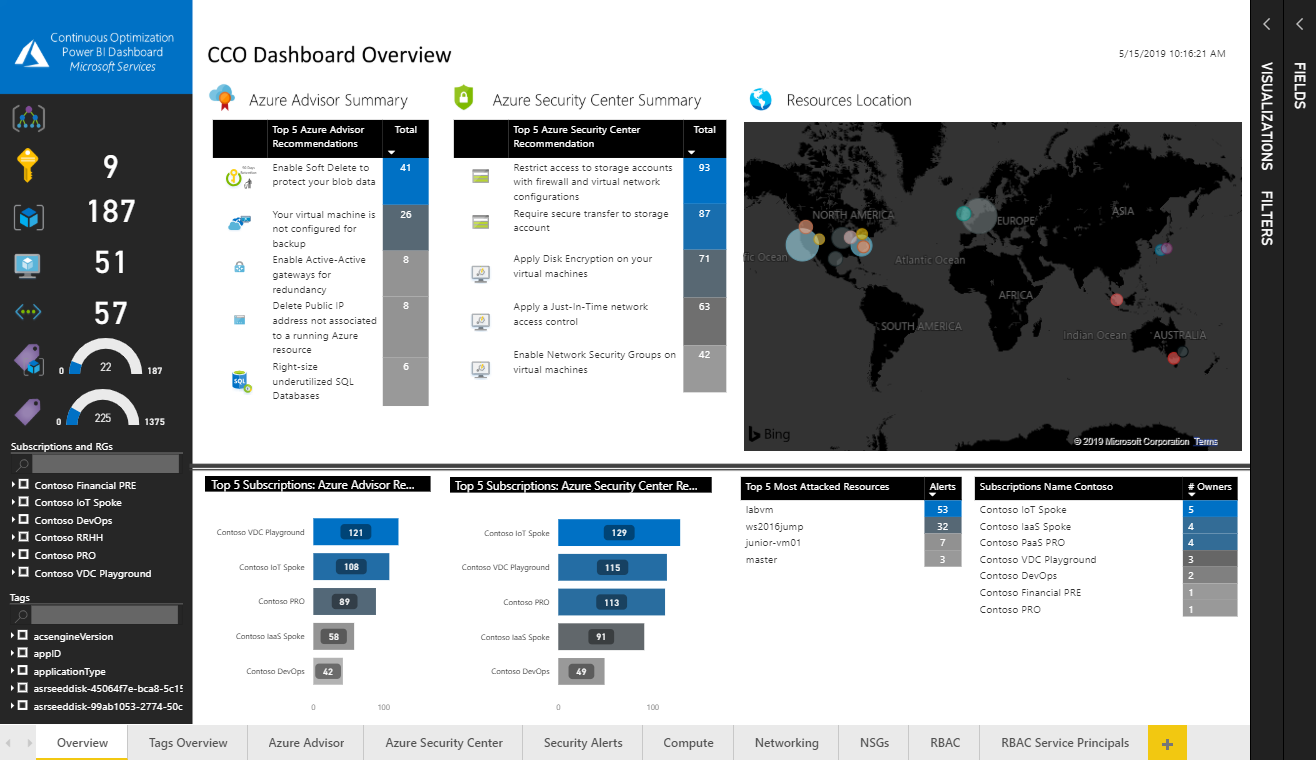 Continuous Optimization
Power BI Dashboard
Microsoft Services
9
187
51
57
0 22 187
0 225 1375
Subscriptions and RGs
Contoso Financial PRE
Contoso IoT Spoke
Contoso DevOps
Contoso RRHH
Contoso PRO
Contoso VDC Playground
Tags
acsengineVersion
appID
applicationType
asrseeddisk-45064f7e-bca8-5c15
asrseeddisk-99ab1053-2774-50c
CCO Dashboard Overview
5/15/2019 10:16:21 AM
Azure Advisor Summary
Top 5 Azure Advisor
Recommendations
Total
Enable Soft Delete to
protect your blob data
41
Your virtual machine is
not configured for
backup
26
Enable Active-Active
gateways for
redundancy
8
Delete Public IP
address not associated
to a running Azure
resource
8
SQL
Right-size
underutilized SQL
Databases
6
Azure Security Center Summary
Top 5 Azure Security Center
Recommendation
Total
Restrict access to storage accounts
with firewall and virtual network
configurations
93
Require secure transfer to storage
account
87
Apply Disk Encryption on your
virtual machines
71
Apply a Just-In-Time network
access control
63
Enable Network Security Groups on
virtual machines
42
Resources Location
NORTH AMERICA
EUROPE
ASIA
fic Ocean
Atlantic Ocean
AFRICA
SOUTH AMERICA
Indian Ocean
AUSTRALIA
Bing
© 2019 Microsoft Corporation Terms
Top 5 Subscriptions: Azure Advisor Re...
Contoso VDC Playground 121
Contoso IoT Spoke 108
Contoso PRO 89
Contoso IaaS Spoke 58
Contoso DevOps 42
0 100
Top 5 Subscriptions: Azure Security Center Re...
Contoso IoT Spoke 129
Contoso VDC Playground 115
Contoso PRO 113
Contoso IaaS Spoke 91
Contoso DevOps 49
0 100
Top 5 Most Attacked Resources Alerts
labvm 53
ws2016jump 32
junior-vm01 7
master 3
Subscriptions Name Contoso # Owners
Contoso IoT Spoke 5
Contoso IaaS Spoke 4
Contoso PaaS PRO 4
Contoso VDC Playground 3
Contoso DevOps 2
Contoso Financial PRE 1
Contoso PRO 1
VISUALIZATIONS
FILTERS
FIELDS
Overview
Tags Overview
Azure Advisor
Azure Security Center
Security Alerts
Compute
Networking
NSGs
RBAC
RBAC Service Principals
+